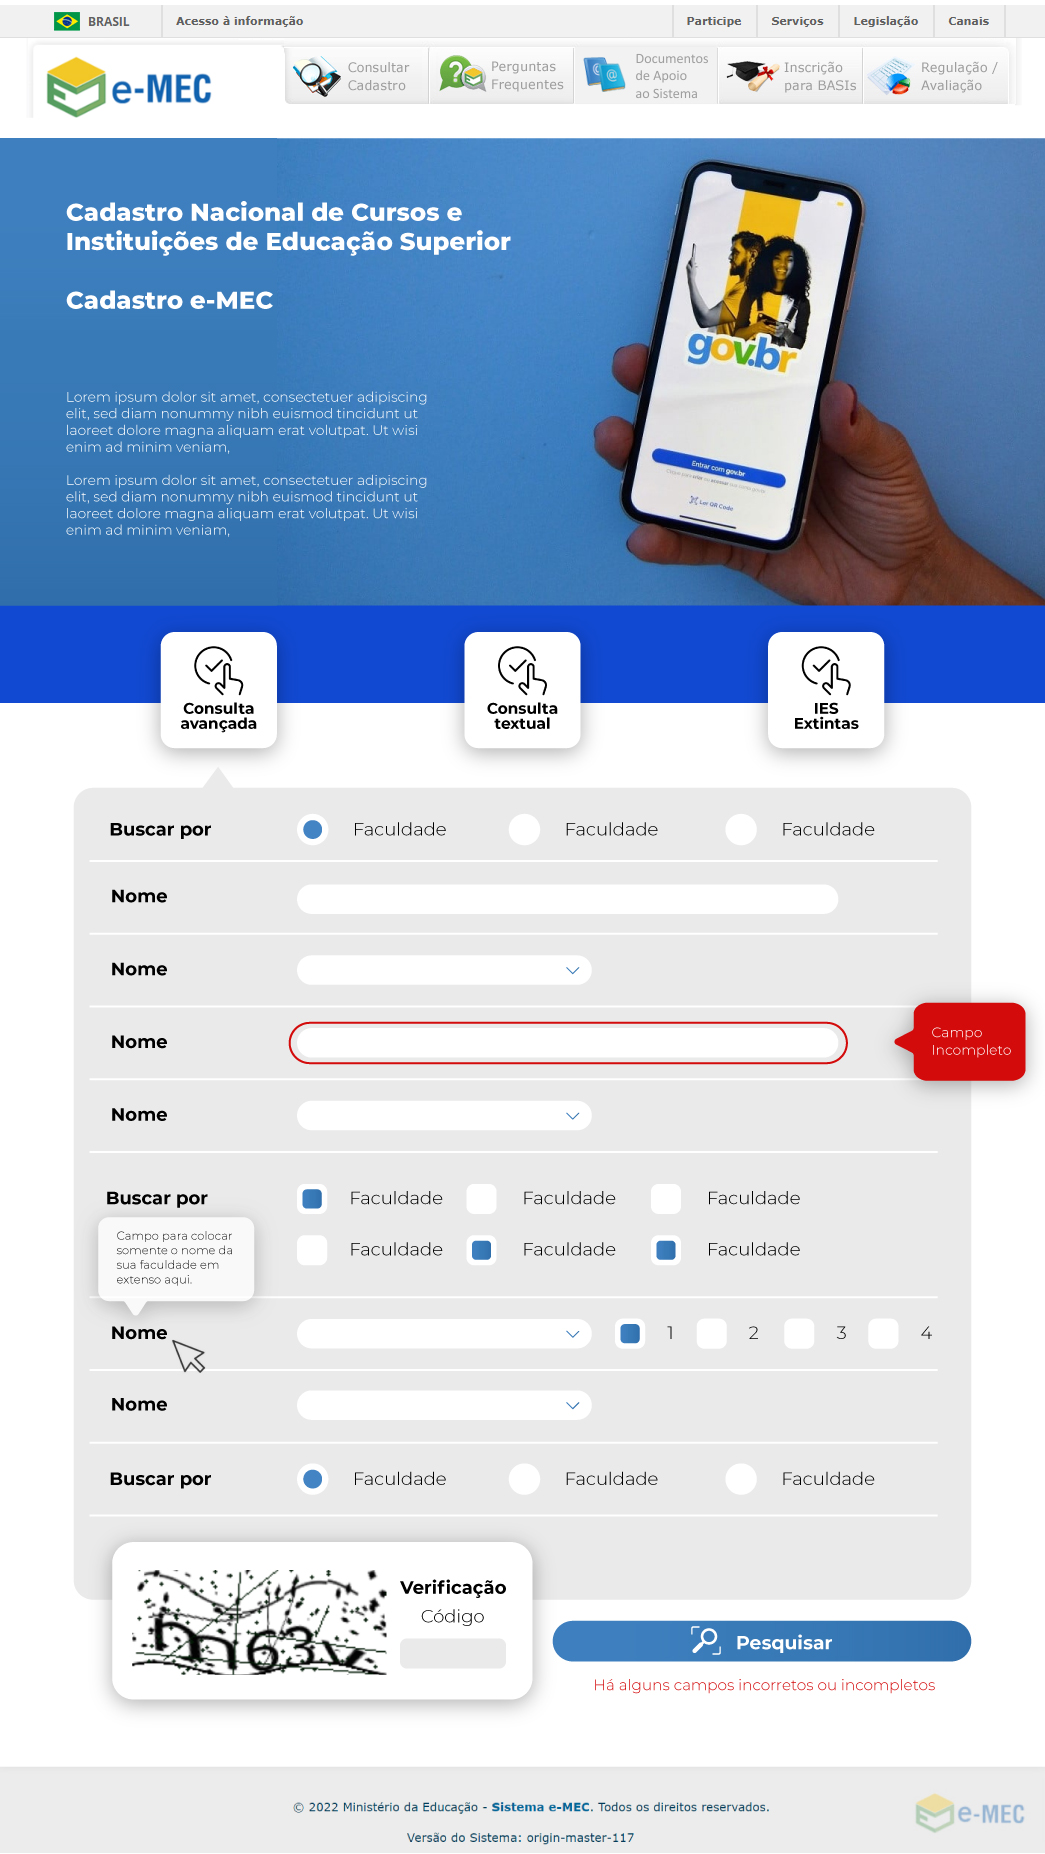 BRASIL
Acesso à informação
Participe
Serviços
Legislação
Canais
e-MEC
Consultar
Cadastro
Perguntas
Frequentes
Documentos
de Apoio
ao Sistema
Inscrição
para BASIs
Regulação /
Avaliação
Cadastro Nacional de Cursos e
Instituições de Educação Superior
Cadastro e-MEC
Lorem ipsum dolor sit amet, consectetuer adipiscing
elit, sed diam nonummy nibh euismod tincidunt ut
laoreet dolore magna aliquam erat volutpat. Ut wisi
enim ad minim veniam,
Lorem ipsum dolor sit amet, consectetuer adipiscing
elit, sed diam nonummy nibh euismod tincidunt ut
laoreet dolore magna aliquam erat volutpat. Ut wisi
enim ad minim veniam,
gov.br
Entrar com gov.br
Ler QR Code
Consulta
avançada
Consulta
textual
IES
Extintas
Buscar por
Faculdade
Faculdade
Faculdade
Nome
Nome
Nome
Campo
Incompleto
Nome
Buscar por
Faculdade
Faculdade
Faculdade
Faculdade
Faculdade
Faculdade
Campo para colocar
somente o nome da
sua faculdade em
extenso aqui.
Nome
1
2
3
4
Nome
Buscar por
Faculdade
Faculdade
Faculdade
Verificação
Código
Pesquisar
Há alguns campos incorretos ou incompletos
© 2022 Ministério da Educação - Sistema e-MEC. Todos os direitos reservados.
Versão do Sistema: origin-master-117
e-MEC